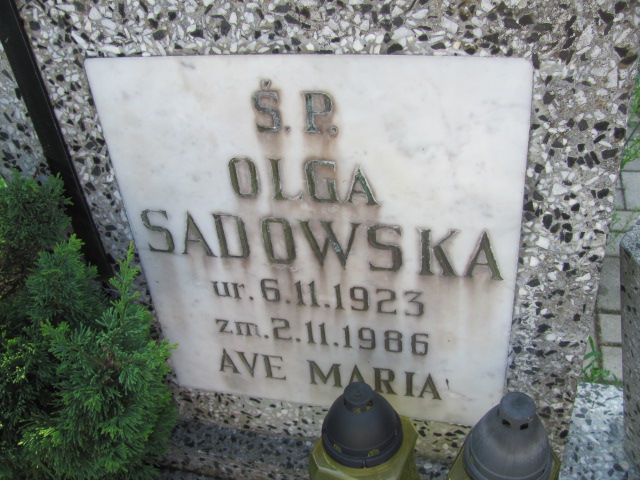 Ś.P.
OLGA
SADOWSKA
ur. 6.11.1923
zm. 2.11.1986
AVE MARIA